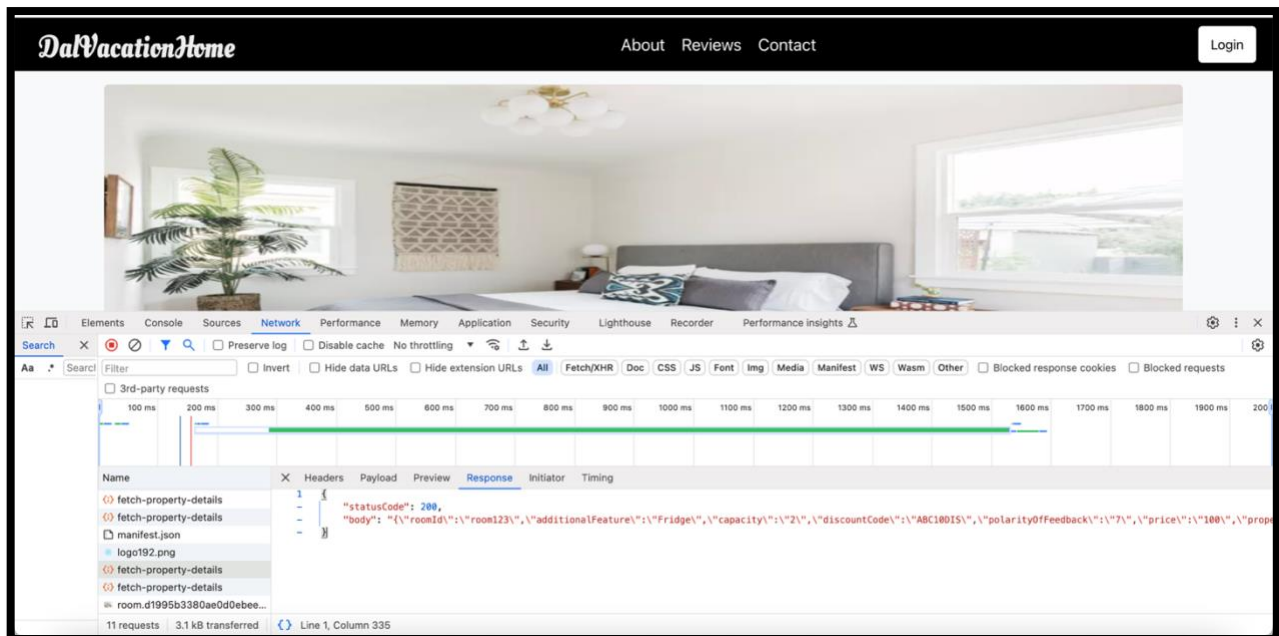 DalVacationHome About Reviews Contact Login
Elements Console Sources Network Performance Memory Application Security Lighthouse Recorder Performance insights
Search Preserve log Disable cache No throttling
Aa .* Searcl Filter Invert Hide data URLs Hide extension URLs All Fetch/XHR Doc CSS JS Font Img Media Manifest WS Wasm Other Blocked response cookies Blocked requests
3rd-party requests
100 ms 200 ms 300 ms 400 ms 500 ms 600 ms 700 ms 800 ms 900 ms 1000 ms 1100 ms 1200 ms 1300 ms 1400 ms 1500 ms 1600 ms 1700 ms 1800 ms 1900 ms 200
Name Headers Payload Preview Response Initiator Timing
fetch-property-details
fetch-property-details
manifest.json
logo192.png
fetch-property-details
fetch-property-details
room.d1995b3380ae0d0ebee...
1 {
"statusCode": 200,
"body": "{\"roomId\":\"room123\",\"additionalFeature\":\"Fridge\",\"capacity\":\"2\",\"discountCode\":\"ABC10DIS\",\"polarityOfFeedback\":\"7\",\"price\":\"100\",\"prope
}
11 requests 3.1 kB transferred {} Line 1, Column 335